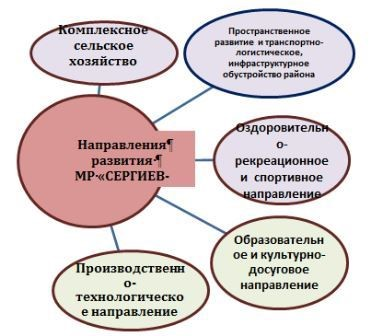 Комплексное
сельское
хозяйство
Пространственное
развитие и транспортно-
логистическое,
инфраструктурное
обустройство района
Направления¶
развития·¶
МР·«СЕРГИЕВ-
Оздоровительн
о-
рекреационное
и спортивное
направление
Образовательн
ое и культурно-
досуговое
направление
Производственн
о-
технологическо
е направление